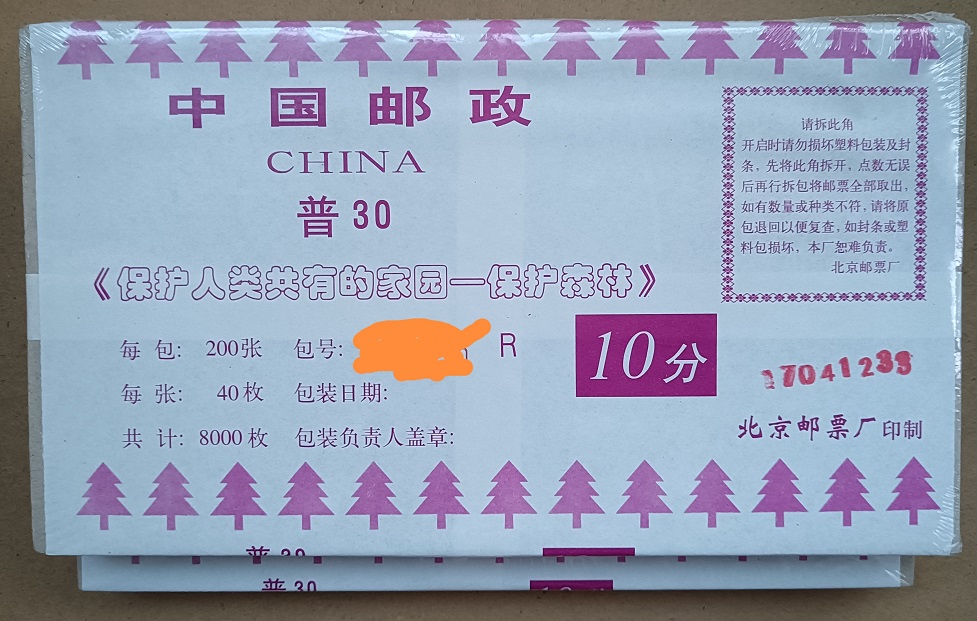 中国邮政
CHINA
普30
《保护人类共有的家园—保护森林》
请拆此角
开启时请勿损坏塑料包装及封
条，先将此角拆开，点数无误
后再行拆包将邮票全部取出，
如有数量或种类不符，请将原
包退回以便复查，如封条或塑
料包损坏，本厂恕难负责。
北京邮票厂
每 包: 200张 包号: R
每 张: 40枚 包装日期:
共 计: 8000枚 包装负责人盖章:
10分
北京邮票厂印制
普30
普30